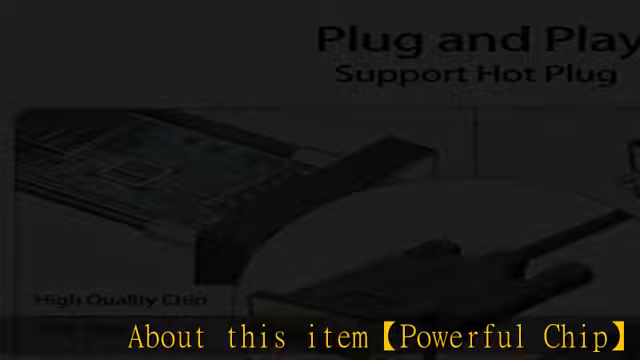 Plug and Play
Support Hot Plug
High Quality Chip
About this item【Powerful Chip】